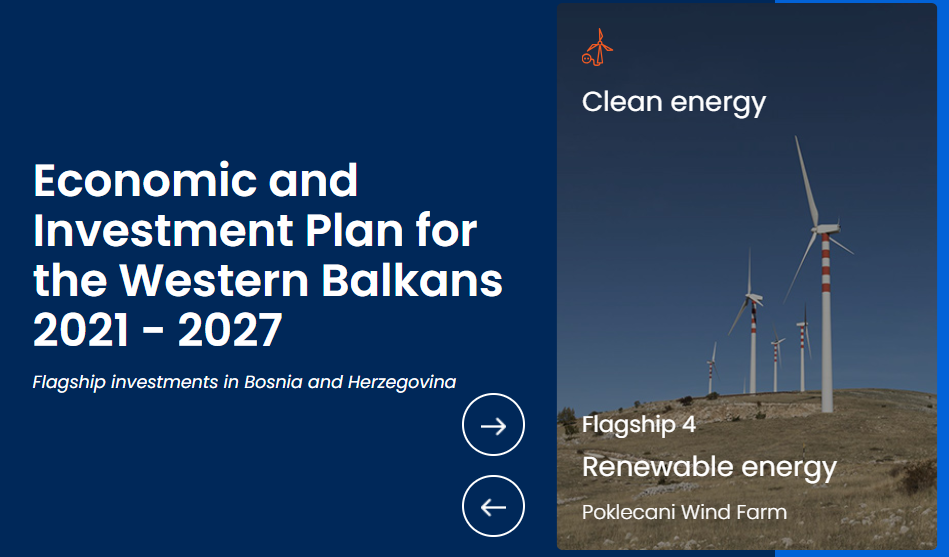 Economic and
Investment Plan for
the Western Balkans
2021 - 2027
Flagship investments in Bosnia and Herzegovina
Clean energy
Flagship 4
Renewable energy
Poklecani Wind Farm